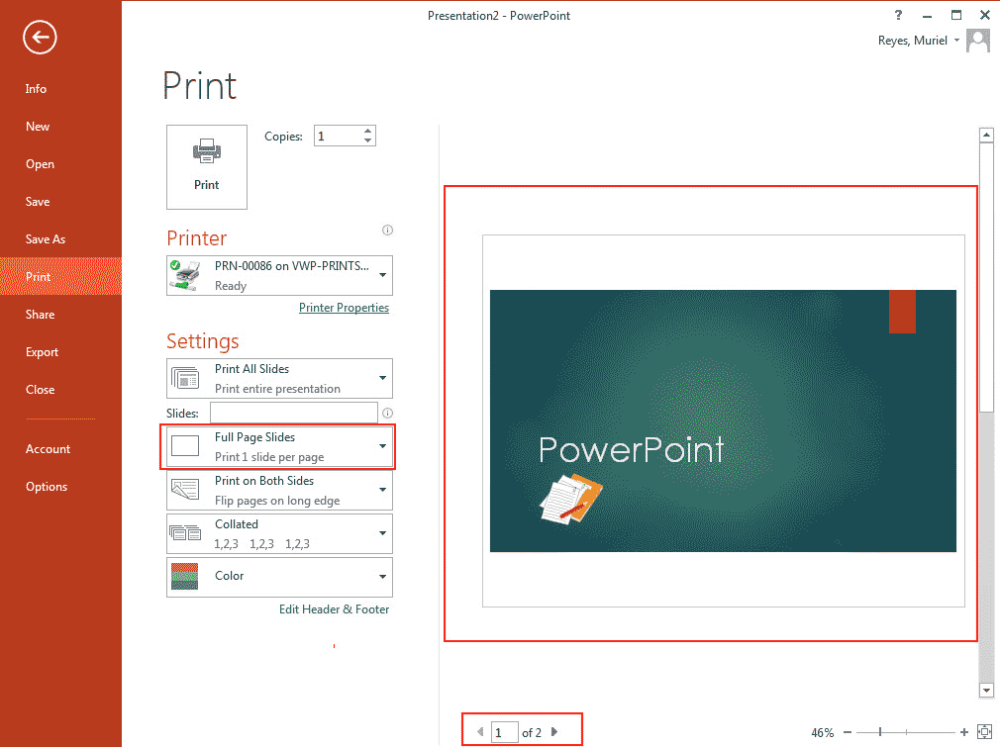 Presentation2 - PowerPoint
?
Reyes, Muriel
Info
New
Open
Save
Save As
Print
Share
Export
Close
Account
Options
Print
Print
Copies: 1
Printer
PRN-00086 on VWP-PRINTS...
Ready
Printer Properties
Settings
Print All Slides
Print entire presentation
Slides:
Full Page Slides
Print 1 slide per page
Print on Both Sides
Flip pages on long edge
Collated
1,2,3 1,2,3 1,2,3
Color
Edit Header & Footer
PowerPoint
1 of 2
46%